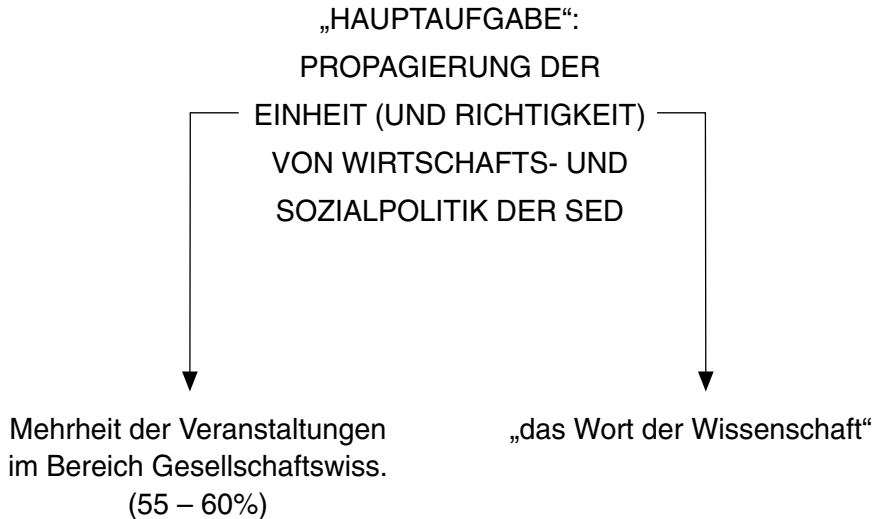 „HAUPTAUFGABE“:
PROPAGIERUNG DER
EINHEIT (UND RICHTIGKEIT)
VON WIRTSCHAFTS- UND
SOZIALPOLITIK DER SED
Mehrheit der Veranstaltungen
im Bereich Gesellschaftswiss.
(55 – 60%)
„das Wort der Wissenschaft“